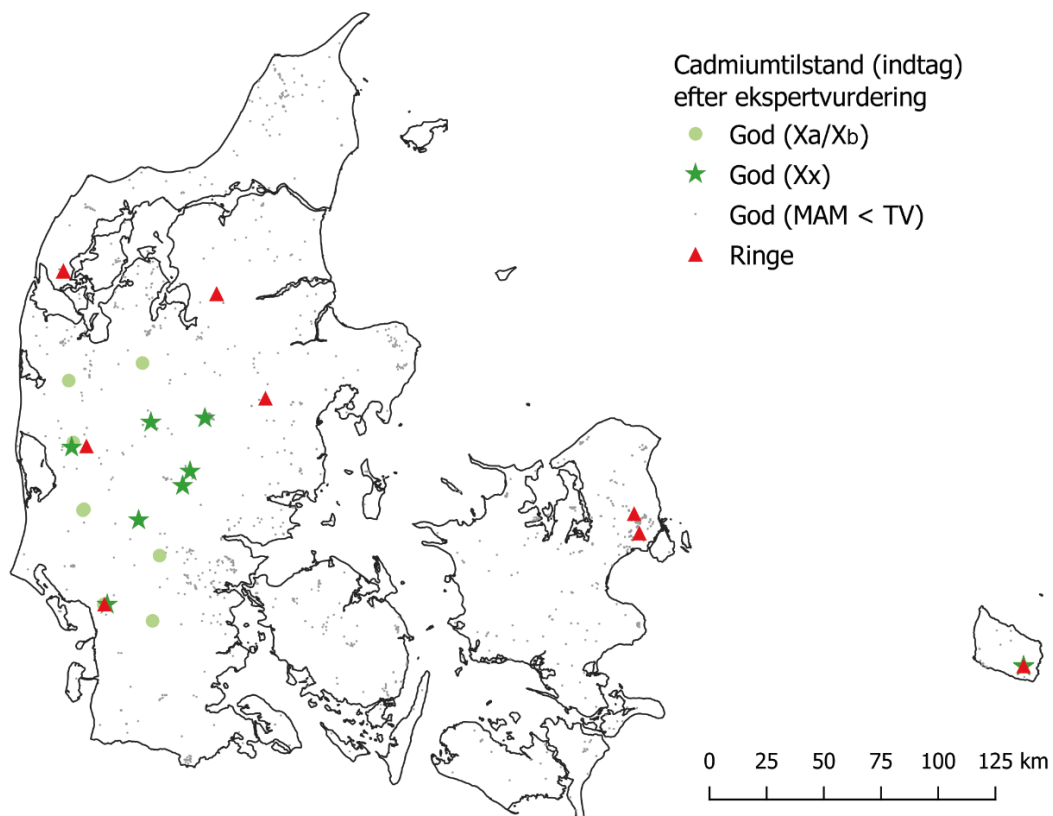 Cadmiumtilstand (indtag)
efter ekspertvurdering
God (Xa/Xb)
God (Xx)
God (MAM < TV)
Ringe
0 25 50 75 100 125 km